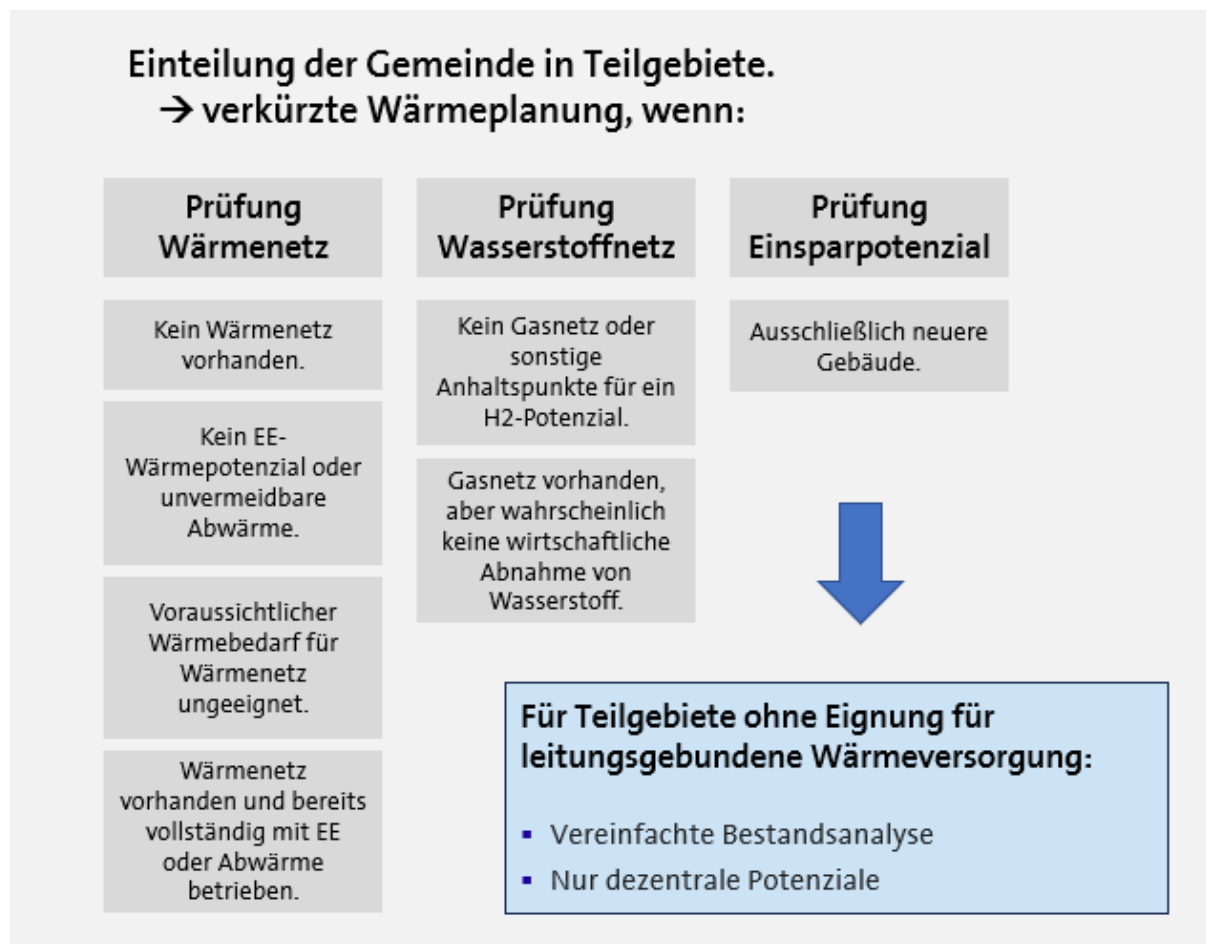 Einteilung der Gemeinde in Teilgebiete.
→ verkürzte Wärmeplanung, wenn:
Prüfung
Wärmenetz
Kein Wärmenetz
vorhanden.
Kein EE-
Wärmepotenzial oder
unvermeidbare
Abwärme.
Voraussichtlicher
Wärmebedarf für
Wärmenetz
ungeeignet.
Wärmenetz
vorhanden und bereits
vollständig mit EE
oder Abwärme
betrieben.
Prüfung
Wasserstoffnetz
Kein Gasnetz oder
sonstige
Anhaltspunkte für ein
H2-Potenzial.
Gasnetz vorhanden,
aber wahrscheinlich
keine wirtschaftliche
Abnahme von
Wasserstoff.
Prüfung
Einsparpotenzial
Ausschließlich neuere
Gebäude.
Für Teilgebiete ohne Eignung für
leitungsgebundene Wärmeversorgung:
▪ Vereinfachte Bestandsanalyse
▪ Nur dezentrale Potenziale